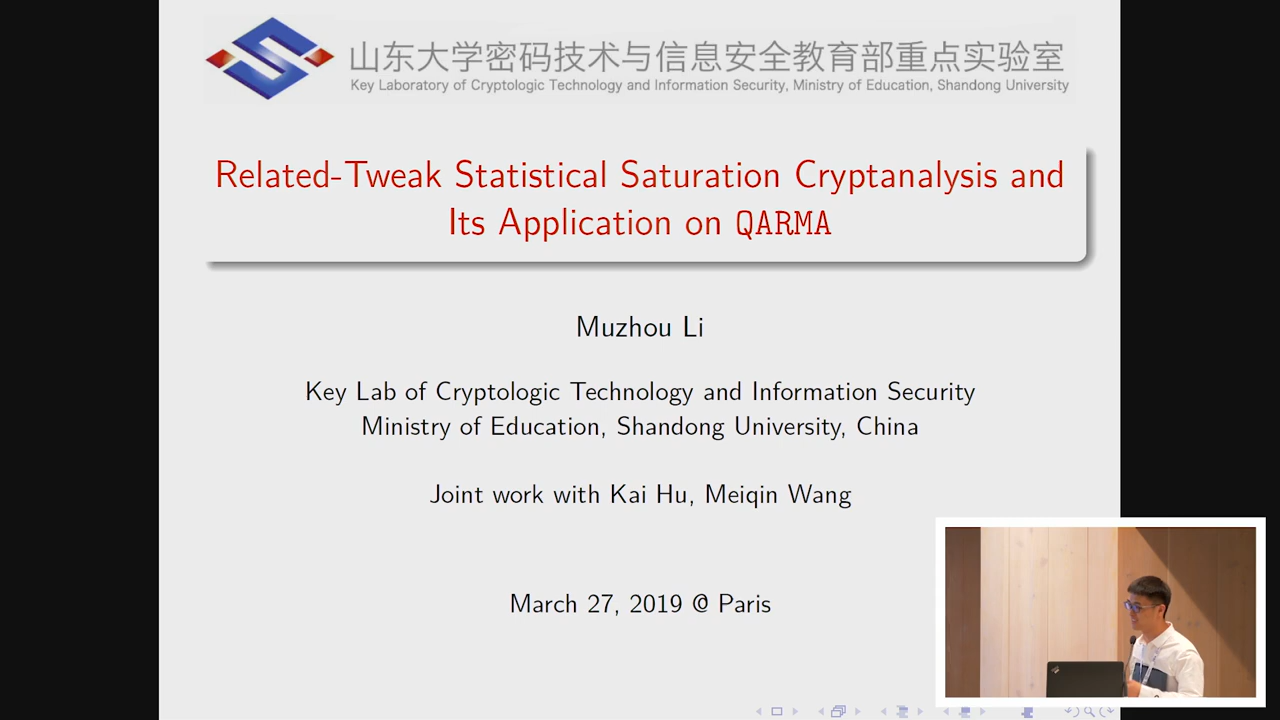 山东大学密码技术与信息安全教育部重点实验室
Key Laboratory of Cryptologic Technology and Information Security, Ministry of Education, Shandong University
Related-Tweak Statistical Saturation Cryptanalysis and
Its Application on QARMA
Muzhou Li
Key Lab of Cryptologic Technology and Information Security
Ministry of Education, Shandong University, China
Joint work with Kai Hu, Meiqin Wang
March 27, 2019 @ Paris